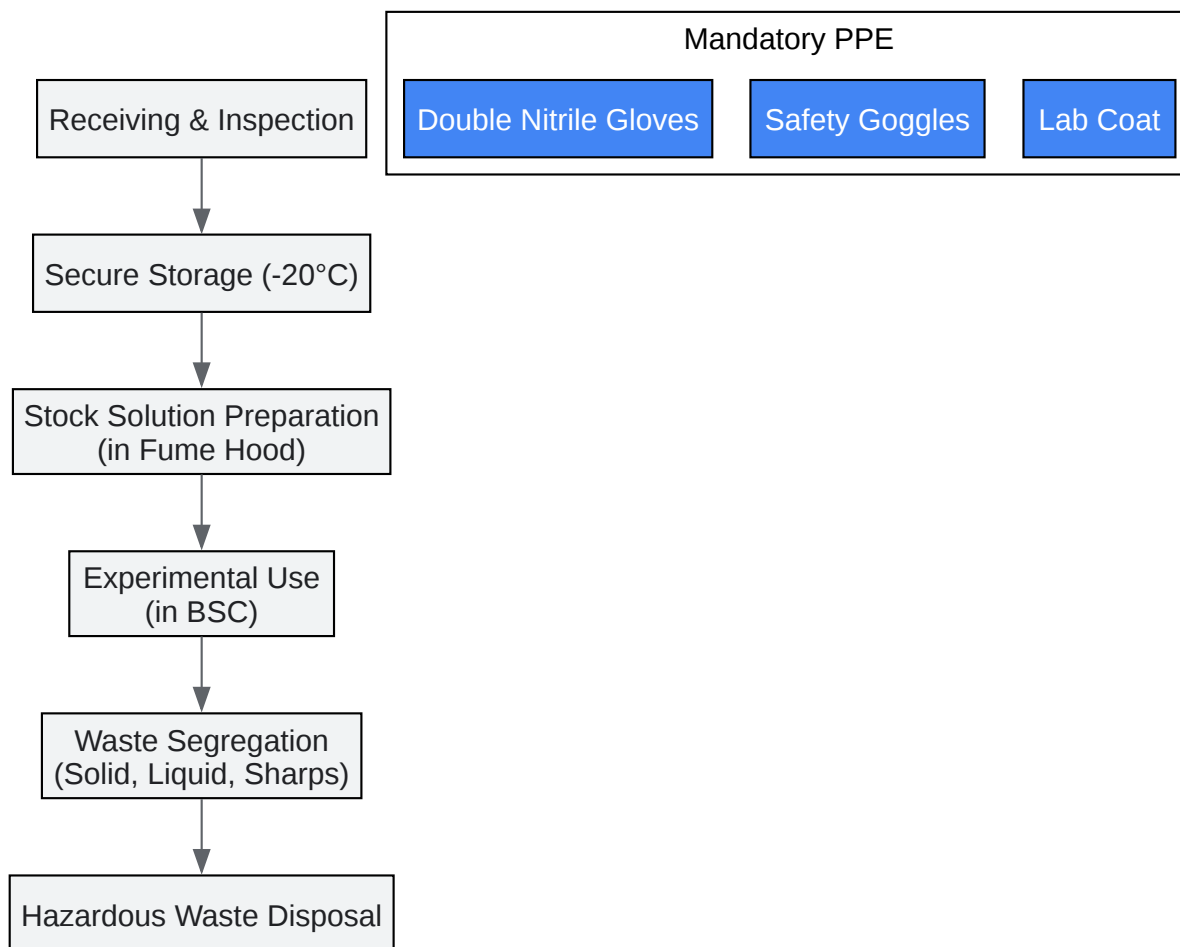 Mandatory PPE
Double Nitrile Gloves
Safety Goggles
Lab Coat
Receiving & Inspection
Secure Storage (-20°C)
Stock Solution Preparation
(in Fume Hood)
Experimental Use
(in BSC)
Waste Segregation
(Solid, Liquid, Sharps)
Hazardous Waste Disposal